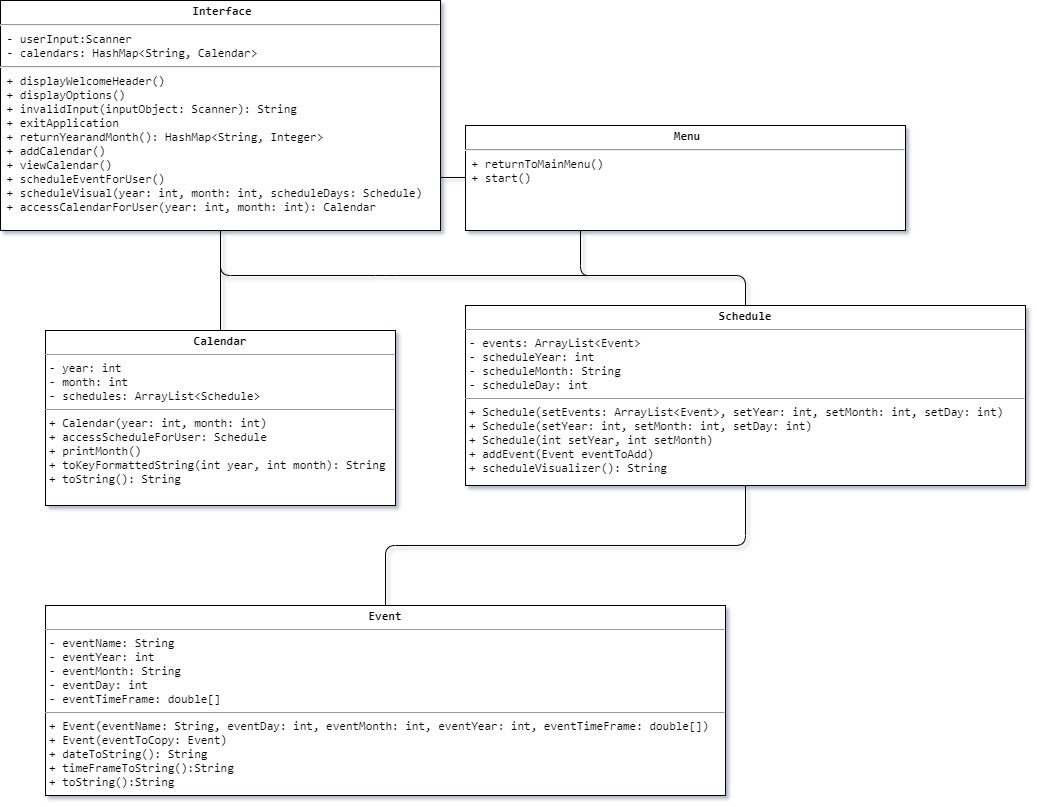 Interface
- userInput:Scanner
- calendars: HashMap<String, Calendar>
+ displayWelcomeHeader()
+ displayOptions()
+ invalidInput(inputObject: Scanner): String
+ exitApplication
+ returnYearandMonth(): HashMap<String, Integer>
+ addCalendar()
+ viewCalendar()
+ scheduleEventForUser()
+ scheduleVisual(year: int, month: int, scheduleDays: Schedule)
+ accessCalendarForUser(year: int, month: int): Calendar
Menu
+ returnToMainMenu()
+ start()
Calendar
- year: int
- month: int
- schedules: ArrayList<Schedule>
+ Calendar(year: int, month: int)
+ accessScheduleForUser: Schedule
+ printMonth()
+ toKeyFormattedString(int year, int month): String
+ toString(): String
Schedule
- events: ArrayList<Event>
- scheduleYear: int
- scheduleMonth: String
- scheduleDay: int
+ Schedule(setEvents: ArrayList<Event>, setYear: int, setMonth: int, setDay: int)
+ Schedule(setYear: int, setMonth: int, setDay: int)
+ Schedule(int setYear, int setMonth)
+ addEvent(Event eventToAdd)
+ scheduleVisualizer(): String
Event
- eventName: String
- eventYear: int
- eventMonth: String
- eventDay: int
- eventTimeFrame: double[]
+ Event(eventName: String, eventDay: int, eventMonth: int, eventYear: int, eventTimeFrame: double[])
+ Event(eventToCopy: Event)
+ dateToString(): String
+ timeFrameToString():String
+ toString():String